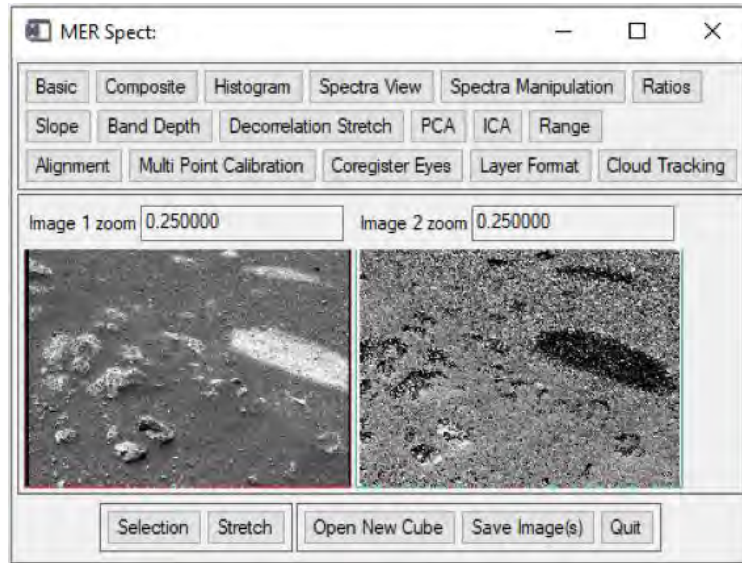 MER Spect:
Basic Composite Histogram Spectra View Spectra Manipulation Ratios
Slope Band Depth Decorrelation Stretch PCA ICA Range
Alignment Multi Point Calibration Coregister Eyes Layer Format Cloud Tracking
Image 1 zoom 0.250000 Image 2 zoom 0.250000
Selection Stretch Open New Cube Save Image(s) Quit